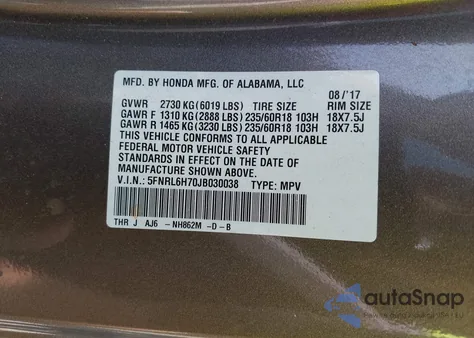 MFD. BY HONDA MFG. OF ALABAMA, LLC
08/'17
GVWR 2730 KG(6019 LBS) TIRE SIZE RIM SIZE
GAWR F 1310 KG(2888 LBS) 235/60R18 103H 18X7.5J
GAWR R 1465 KG(3230 LBS) 235/60R18 103H 18X7.5J
THIS VEHICLE CONFORMS TO ALL APPLICABLE
FEDERAL MOTOR VEHICLE SAFETY
STANDARDS IN EFFECT ON THE DATE OF
MANUFACTURE SHOWN ABOVE.
V.I.N.: 5FNRL6H70JB030038 TYPE: MPV
THR J AJ6 -NH862M -D-B
autaSnap